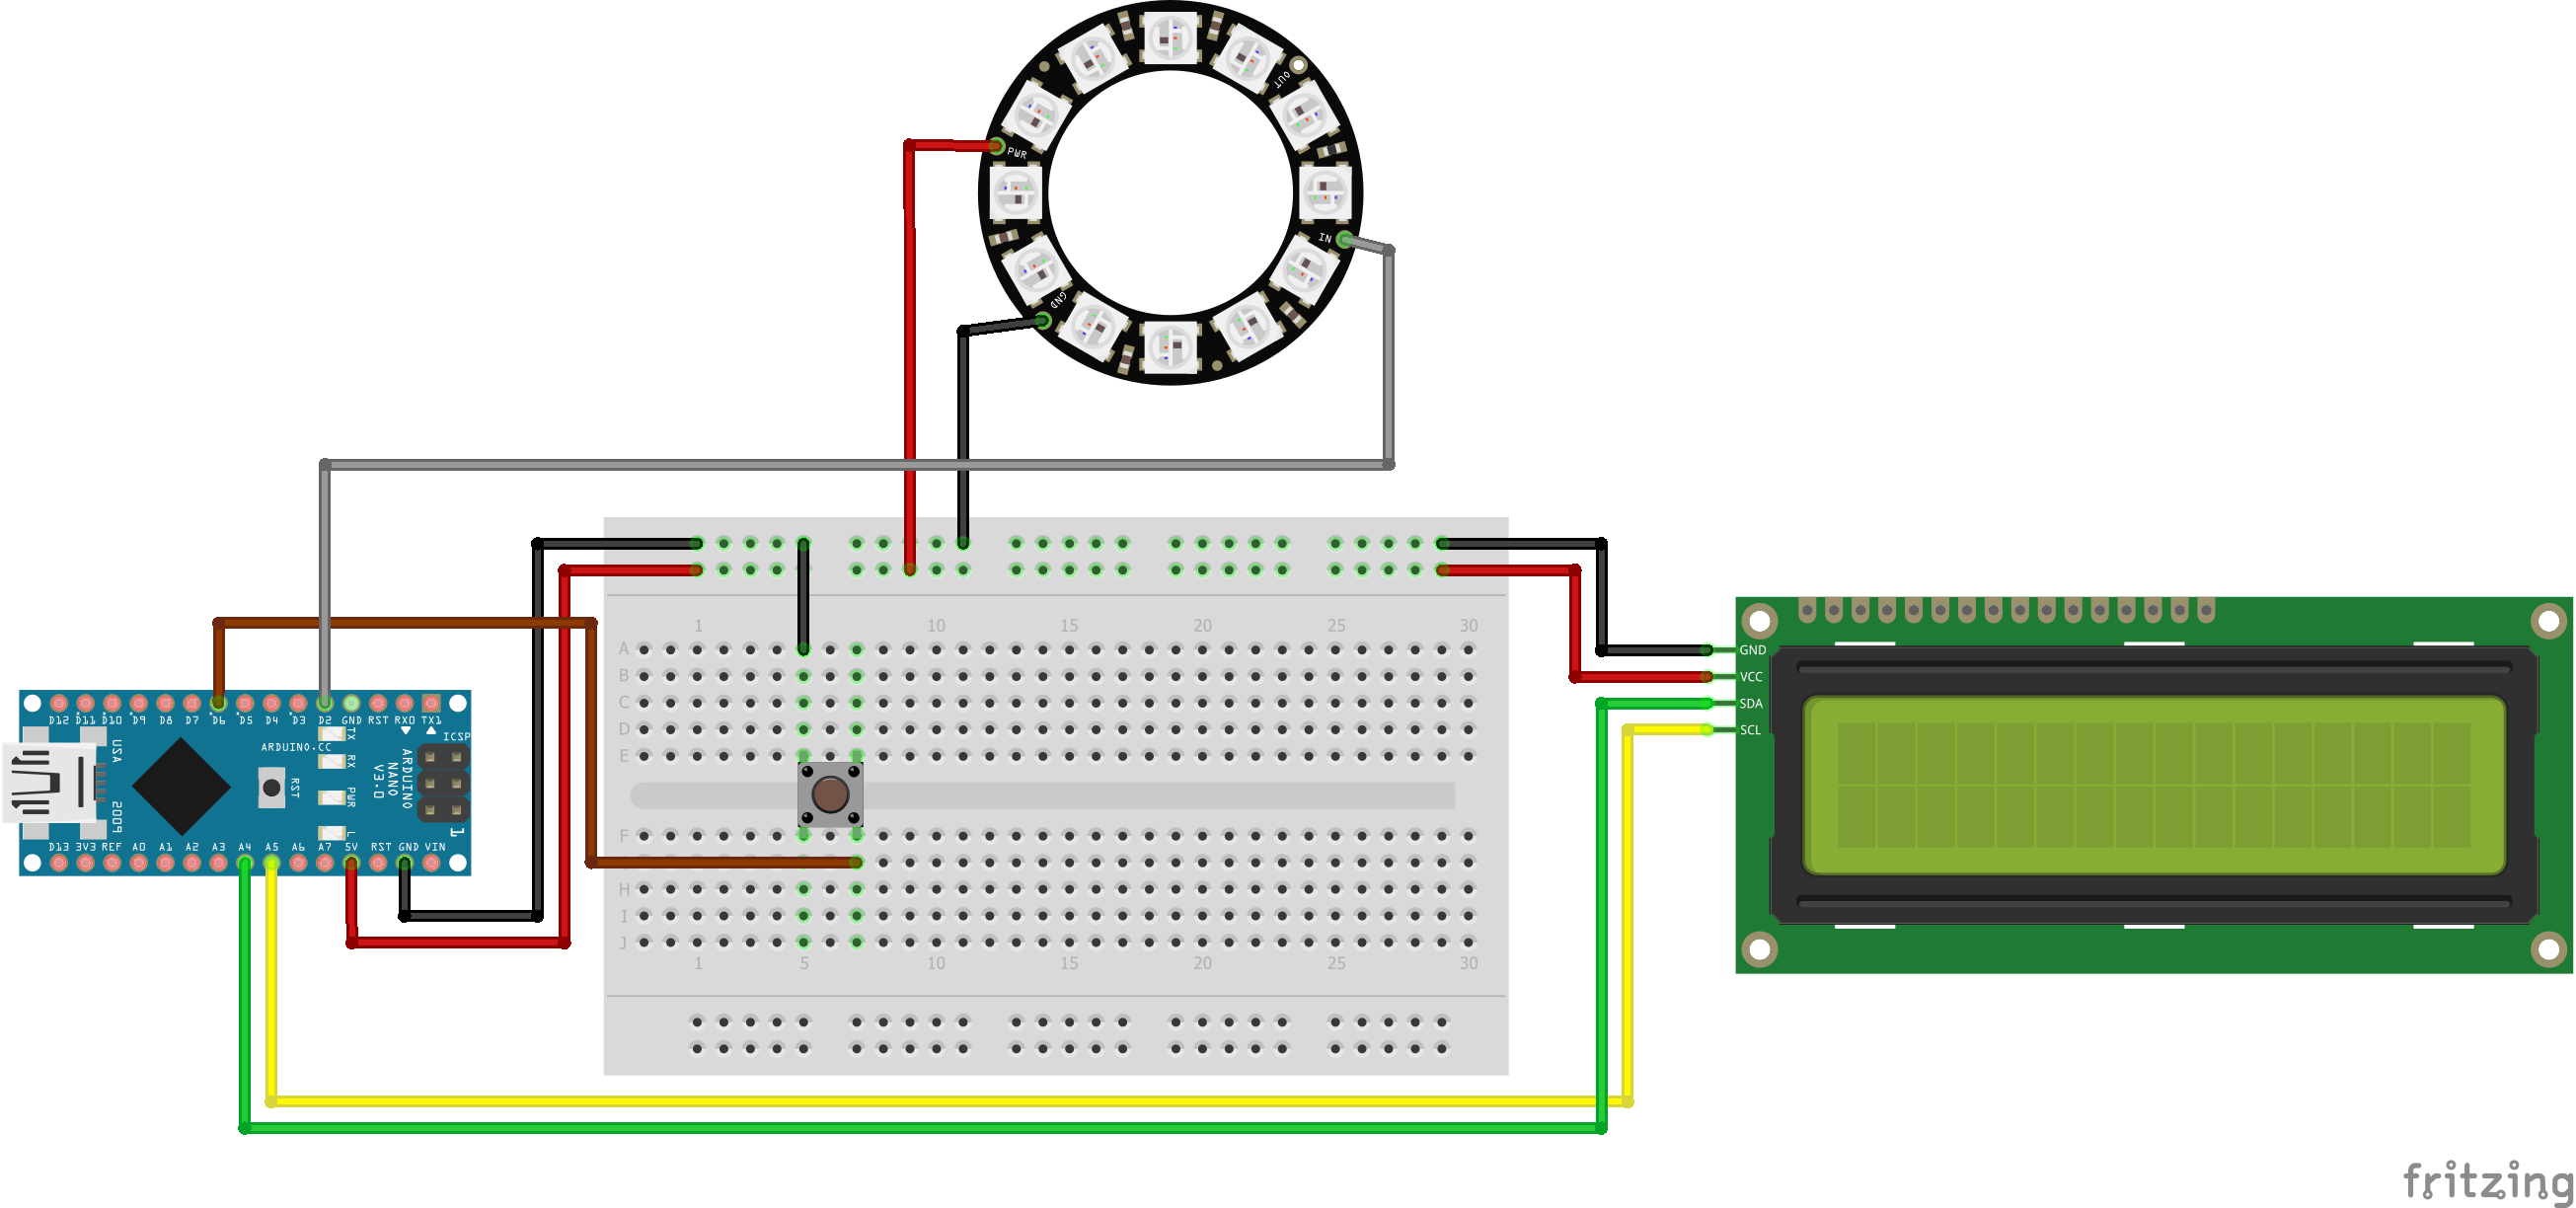 OUT
PWR
IN
GND
1 10 15 20 25 30
A
B
C
D
E
F
H
I
J
1 5 10 15 20 25 30
D12 D11 D10 D9 D8 D7 D6 D5 D4 D3 D2 GND RST RX0 TX1
ICSP
ARDUINO.CC
USA
2009
TX
RX
PWR
L
RST
ARDUINO
NANO
V3.0
1
D13 3V3 REF A0 A1 A2 A3 A4 A5 A6 A7 5V RST GND VIN
GND
VCC
SDA
SCL
fritzing